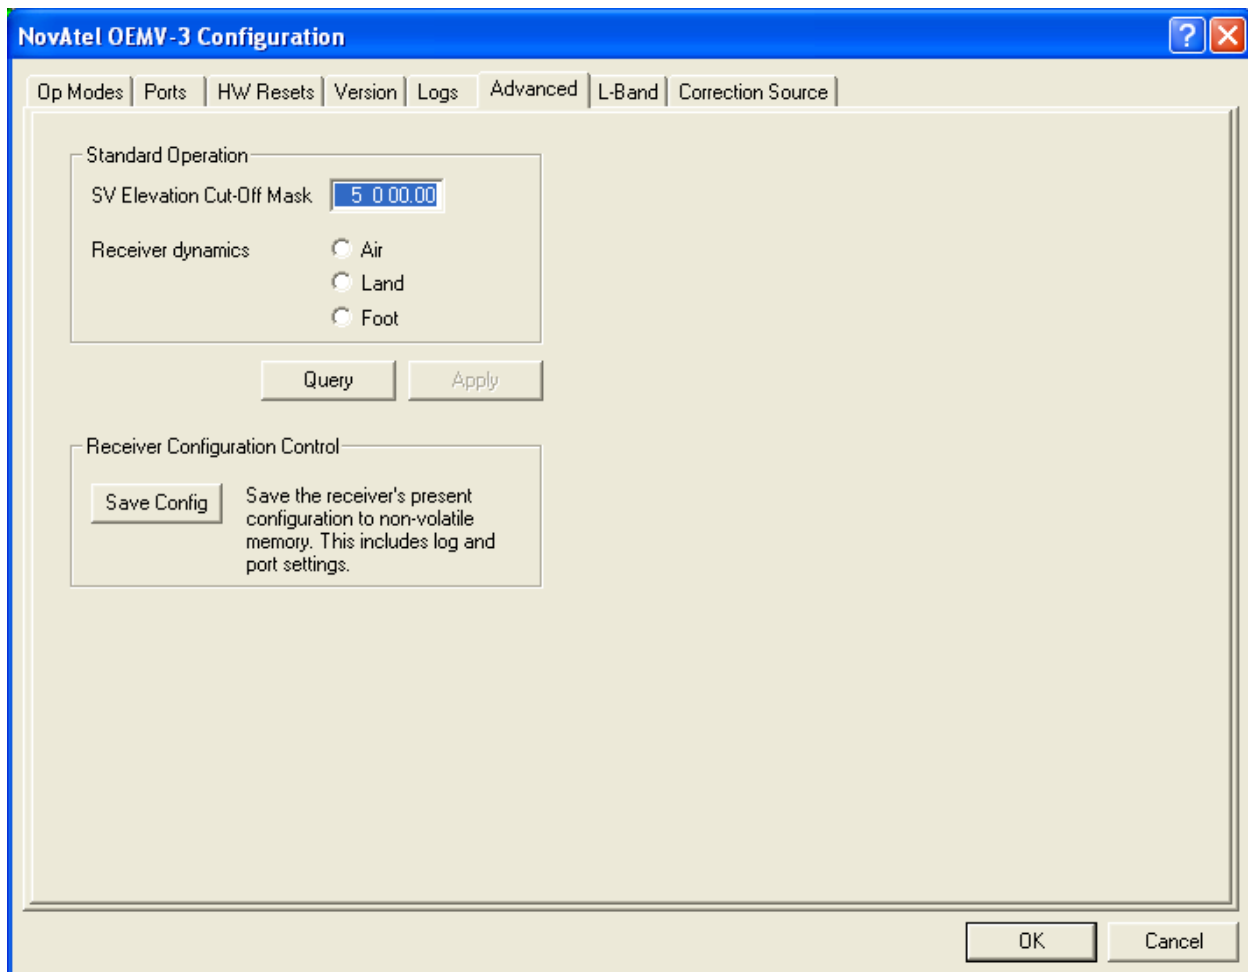 NovAtel OEMV-3 Configuration
?
Op Modes Ports HW Resets Version Logs Advanced L-Band Correction Source
Standard Operation
SV Elevation Cut-Off Mask 5 0 00.00
Receiver dynamics Air
Land
Foot
Query Apply
Receiver Configuration Control
Save Config
Save the receiver's present
configuration to non-volatile
memory. This includes log and
port settings.
OK Cancel